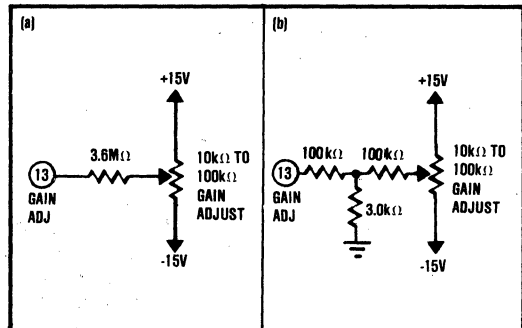 (a)
+15V
3.6MΩ
13
GAIN
ADJ
10kΩ TO
100kΩ
GAIN
ADJUST
-15V
(b)
+15V
100kΩ
100kΩ
13
GAIN
ADJ
3.0kΩ
10kΩ TO
100kΩ
GAIN
ADJUST
-15V